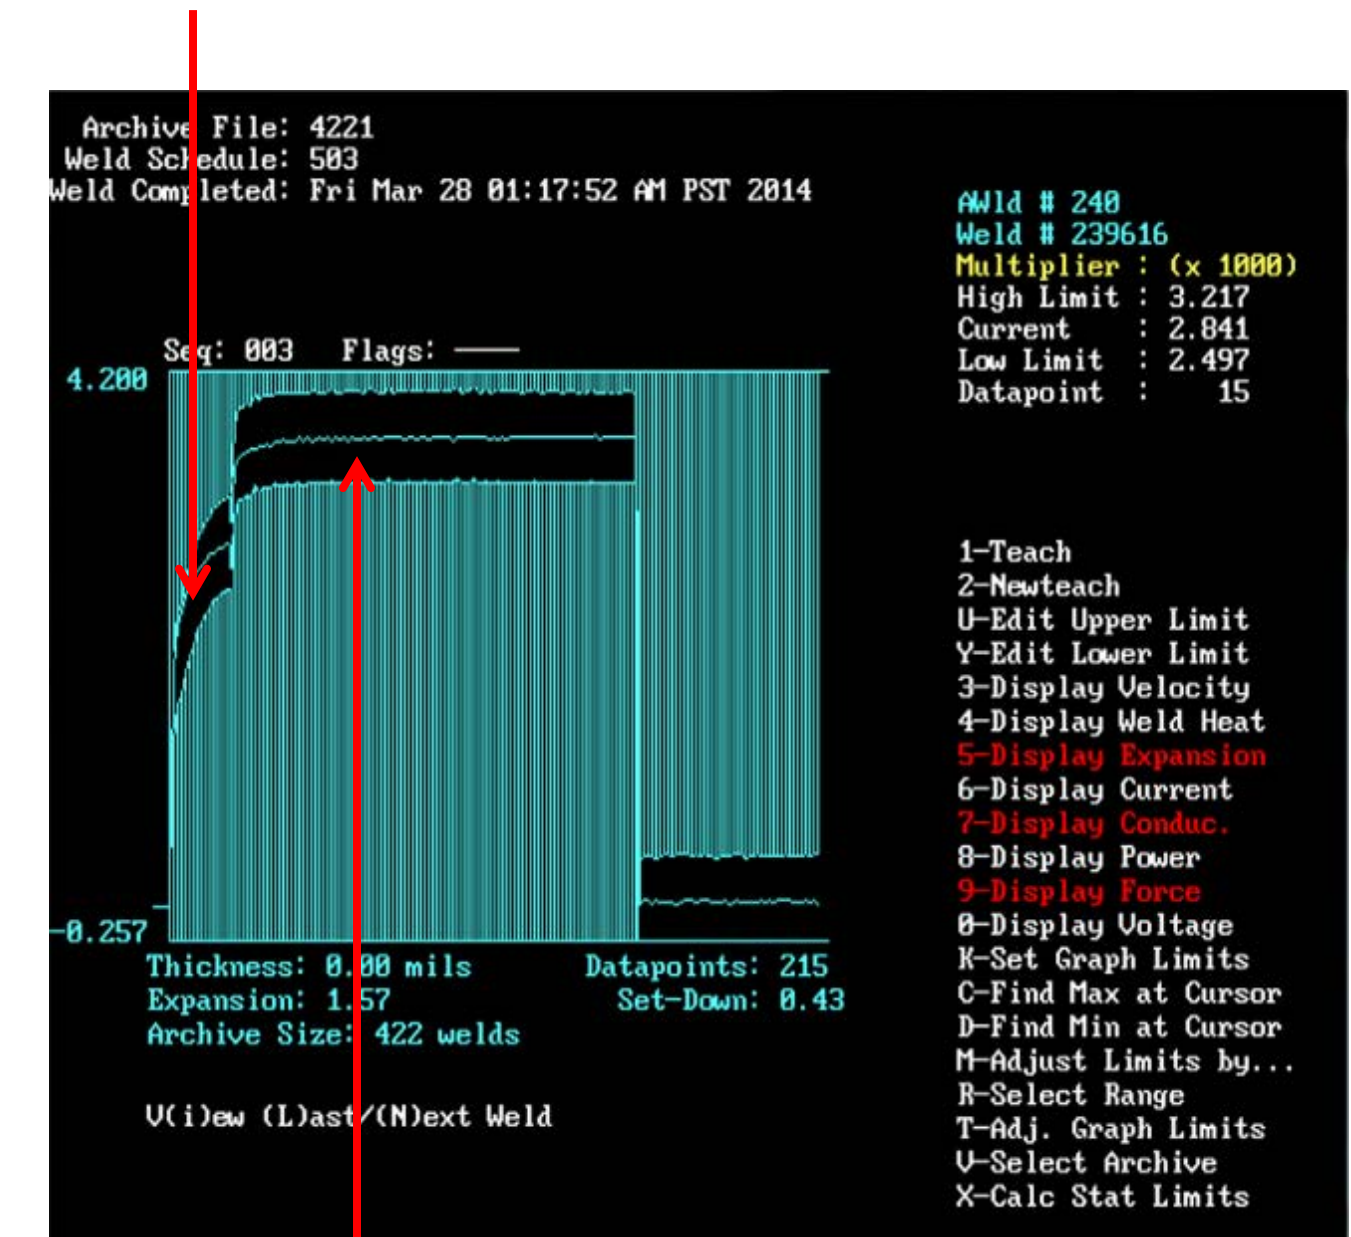 Archive File: 4221
Weld Schedule: 503
Weld Completed: Fri Mar 28 01:17:52 AM PST 2014
AWld # 240
Weld # 239616
Multiplier : (x 1000)
High Limit : 3.217
Current : 2.841
Low Limit : 2.497
Datapoint : 15
Seq: 003 Flags: ----
4.200
-0.257
Thickness: 0.00 mils Datapoints: 215
Expansion: 1.57 Set-Down: 0.43
Archive Size: 422 welds
V(i)ew (L)ast/(N)ext Weld
1-Teach
2-Newteach
U-Edit Upper Limit
Y-Edit Lower Limit
3-Display Velocity
4-Display Weld Heat
5-Display Expansion
6-Display Current
7-Display Conduc.
8-Display Power
9-Display Force
0-Display Voltage
K-Set Graph Limits
C-Find Max at Cursor
D-Find Min at Cursor
M-Adjust Limits by...
R-Select Range
T-Adj. Graph Limits
V-Select Archive
X-Calc Stat Limits